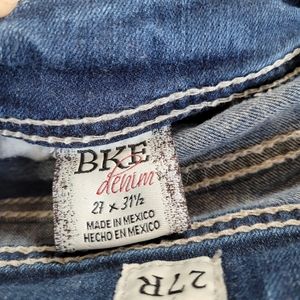 BKE
denim
27 x 31½
MADE IN MEXICO
HECHO EN MEXICO
27R